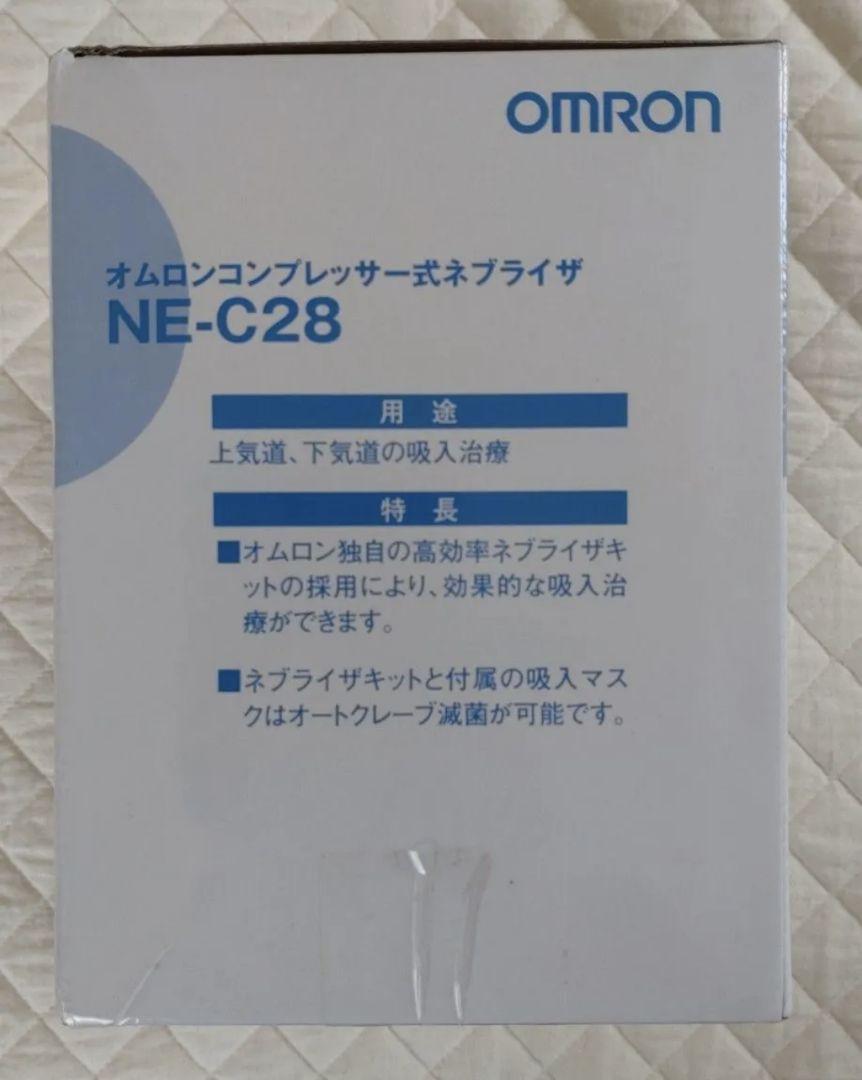 OMRON
オムロンコンプレッサー式ネブライザ
NE-C28
用 途
上気道、下気道の吸入治療
特 長
■オムロン独自の高効率ネブライザキ
ットの採用により、効果的な吸入治
療ができます。
■ネブライザキットと付属の吸入マス
クはオートクレーブ滅菌が可能です。